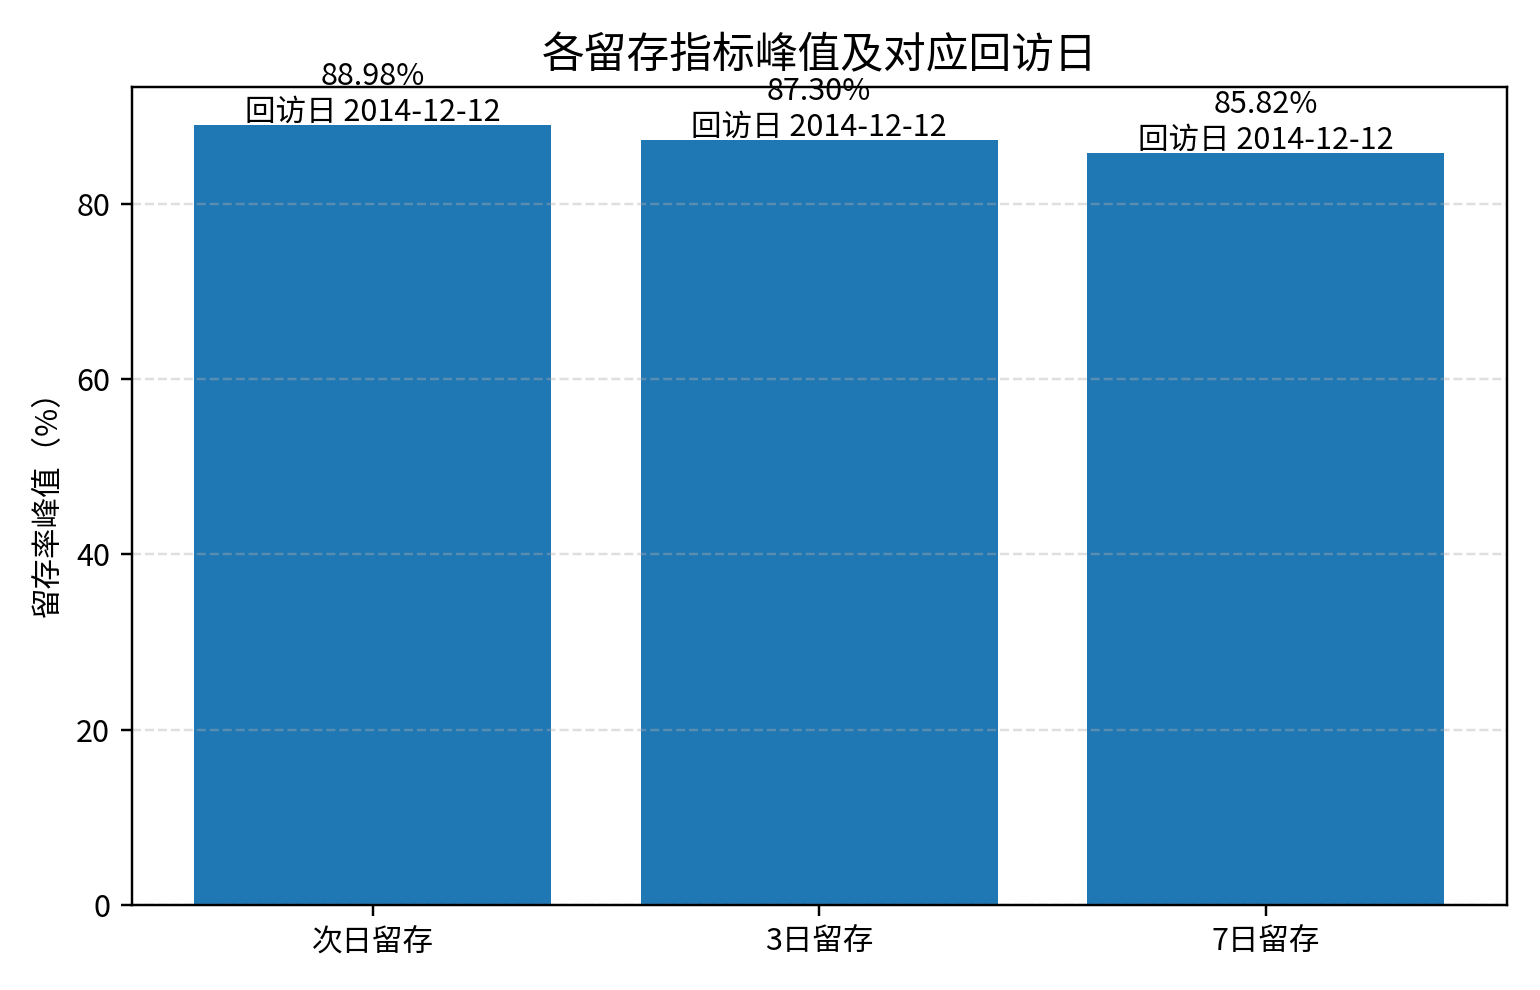 各留存指标峰值及对应回访日
88.98%
回访日 2014-12-12
87.30%
回访日 2014-12-12
85.82%
回访日 2014-12-12
留存率峰值（%）
80
60
40
20
0
次日留存
3日留存
7日留存